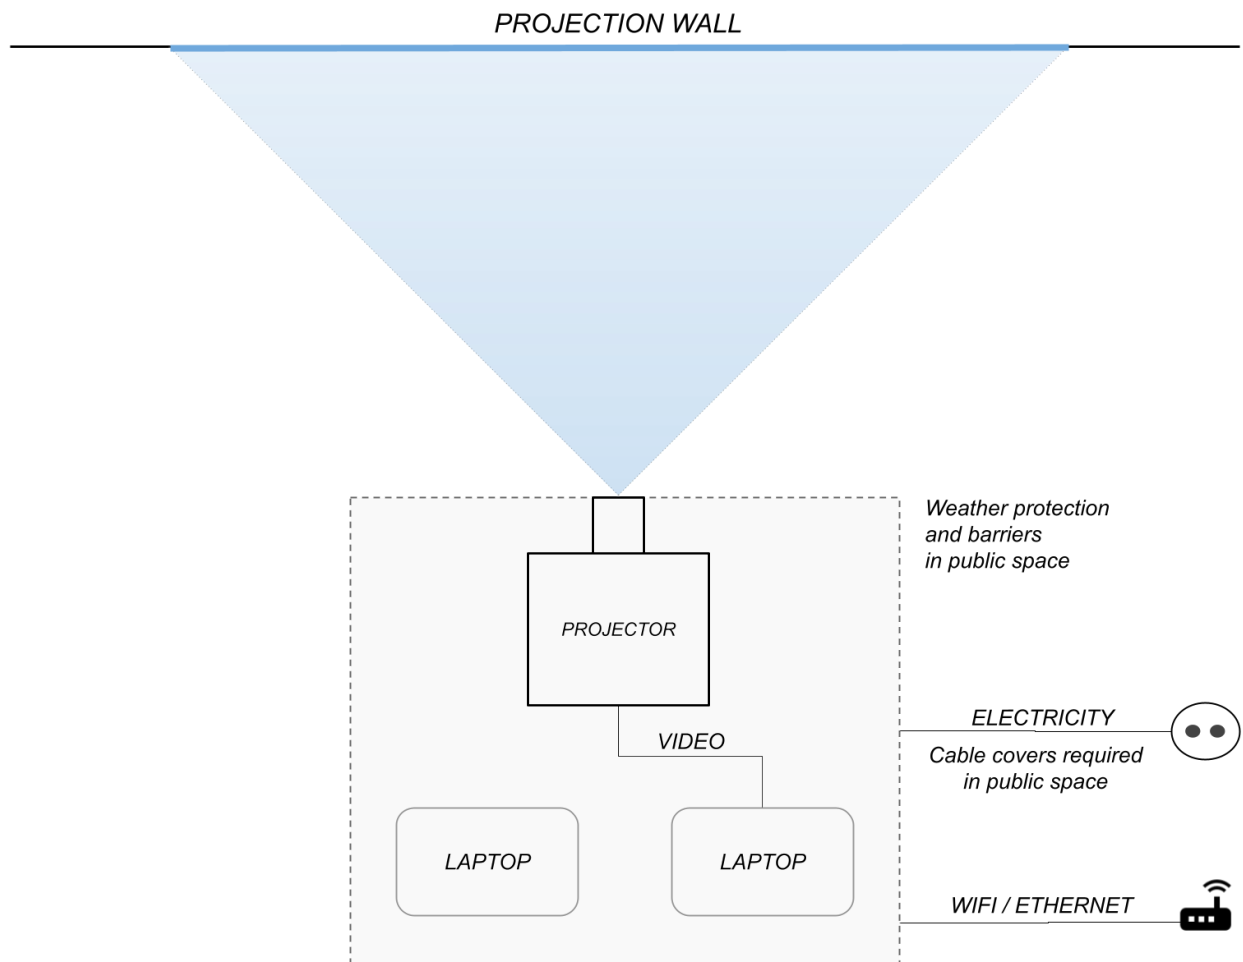 PROJECTION WALL
Weather protection
and barriers
in public space
PROJECTOR
ELECTRICITY
VIDEO
Cable covers required
in public space
LAPTOP
LAPTOP
WIFI / ETHERNET